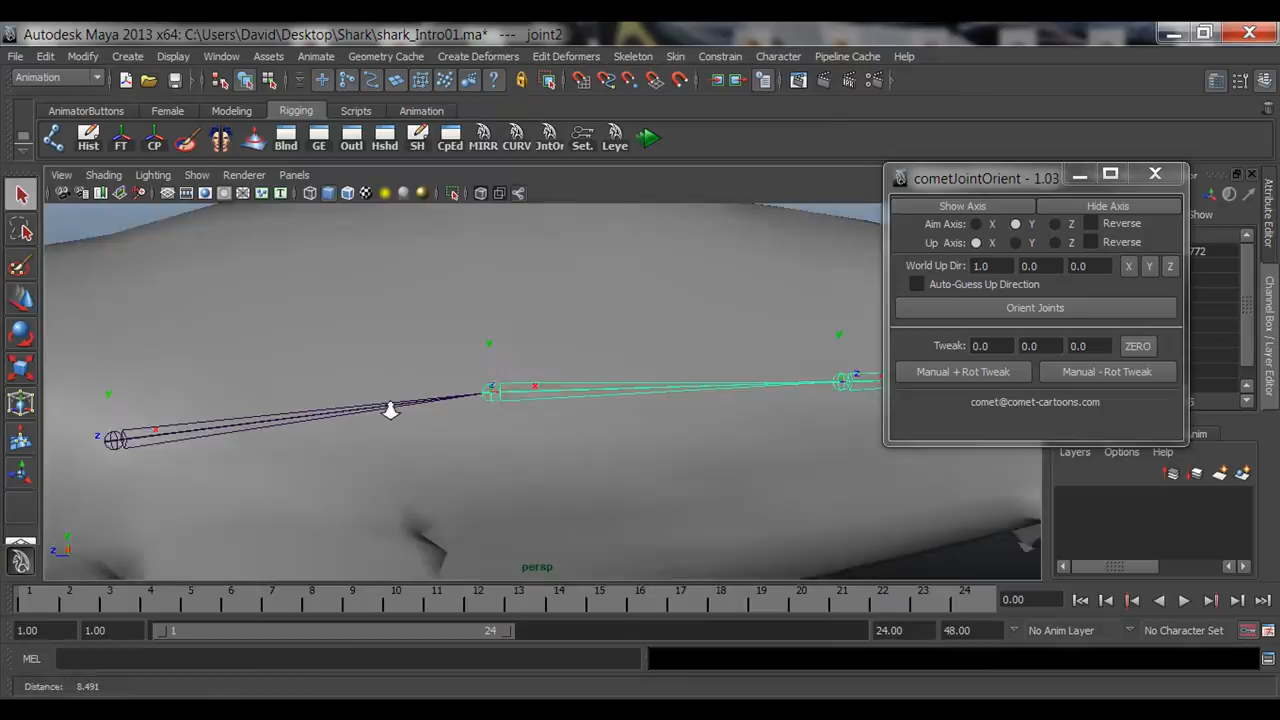 Autodesk Maya 2013 x64: C:\Users\David\Desktop\Shark\shark_Intro01.ma* --- joint2
File Edit Modify Create Display Window Assets Animate Geometry Cache Create Deformers Edit Deformers Skeleton Skin Constrain Character Pipeline Cache Help
Animation
AnimatorButtons Female Modeling Rigging Scripts Animation
Hist FT CP Blnd GE Outl Hshd SH CpEd MIRR CURV JntOr Set. Leye
View Shading Lighting Show Renderer Panels
cometJointOrient - 1.03
Show Axis Hide Axis
Aim Axis: X Y Z Reverse
Up Axis: X Y Z Reverse
World Up Dir: 1.0 0.0 0.0 X Y Z
Auto-Guess Up Direction
Orient Joints
Tweak: 0.0 0.0 0.0 ZERO
Manual + Rot Tweak Manual - Rot Tweak
comet@comet-cartoons.com
Show
772
Attribute Editor
Channel Box / Layer Editor
y y y
z x z x z
z y
persp
Layers Options Help
1 2 3 4 5 6 7 8 9 10 11 12 13 14 15 16 17 18 19 20 21 22 23 24 0.00
1.00 1.00 1 24 24.00 48.00 No Anim Layer No Character Set
MEL
Distance: 8.491